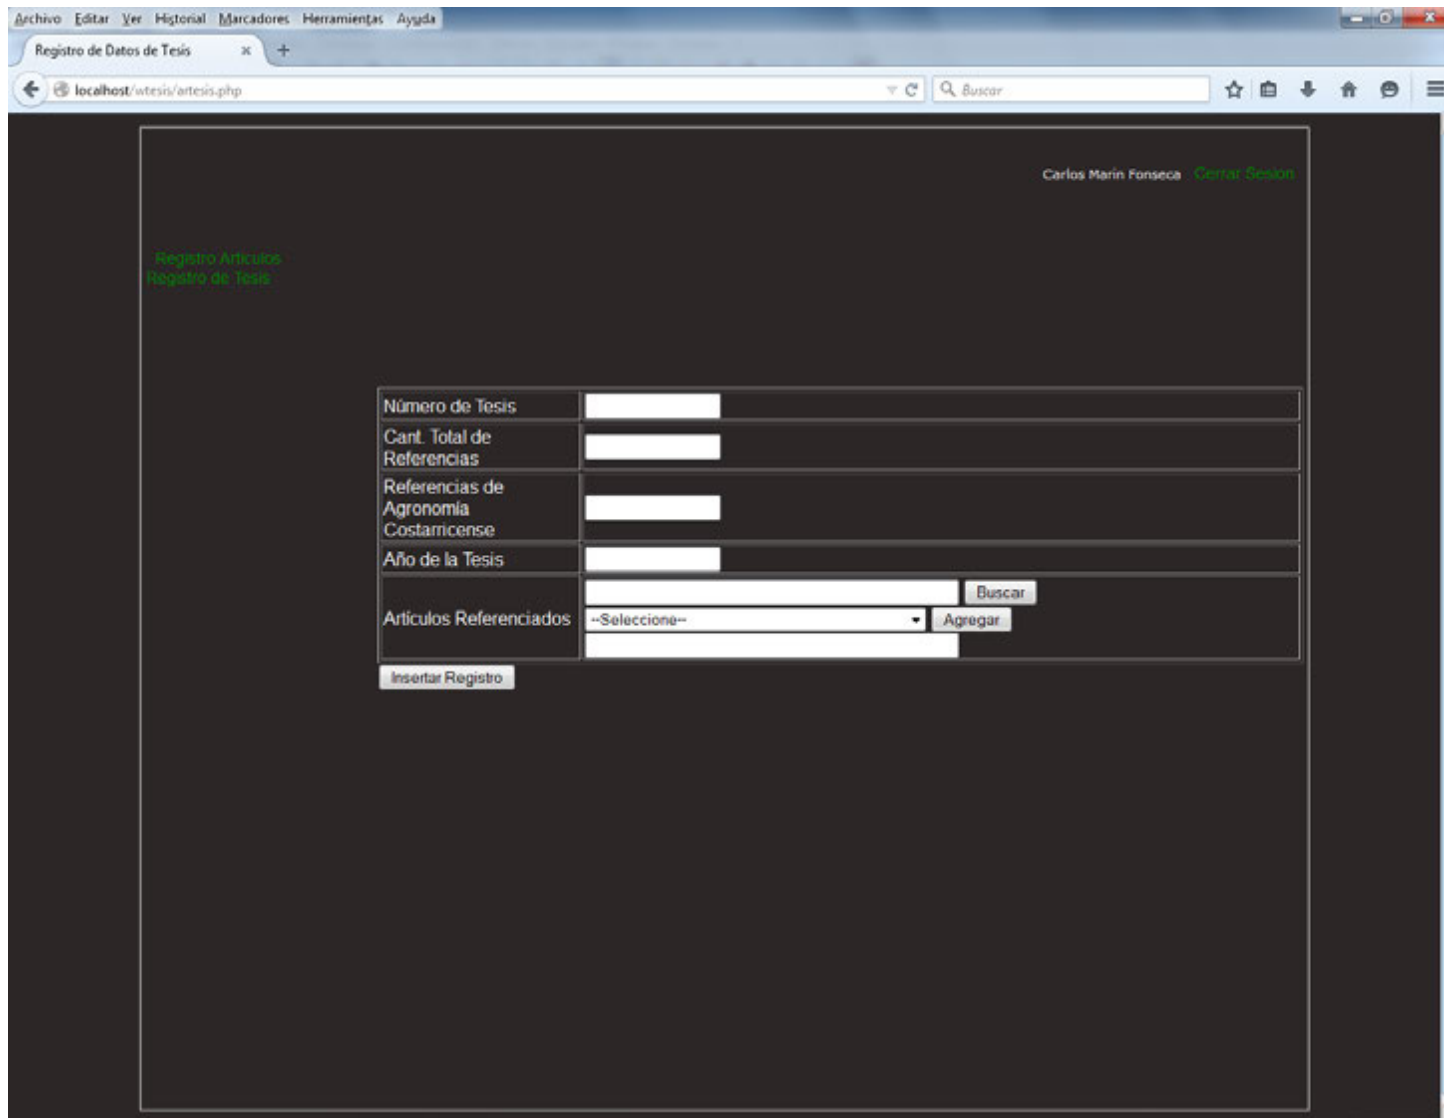 Archivo Editar Ver Historial Marcadores Herramientas Ayuda
Registro de Datos de Tesis × +
localhost/wtesis/artesis.php Buscar
Carlos Marin Fonseca Cerrar Sesion
Registro Articulos
Registro de Tesis
Número de Tesis
Cant. Total de
Referencias
Referencias de
Agronomía
Costarricense
Año de la Tesis
Buscar
Artículos Referenciados --Seleccione-- Agregar
Insertar Registro